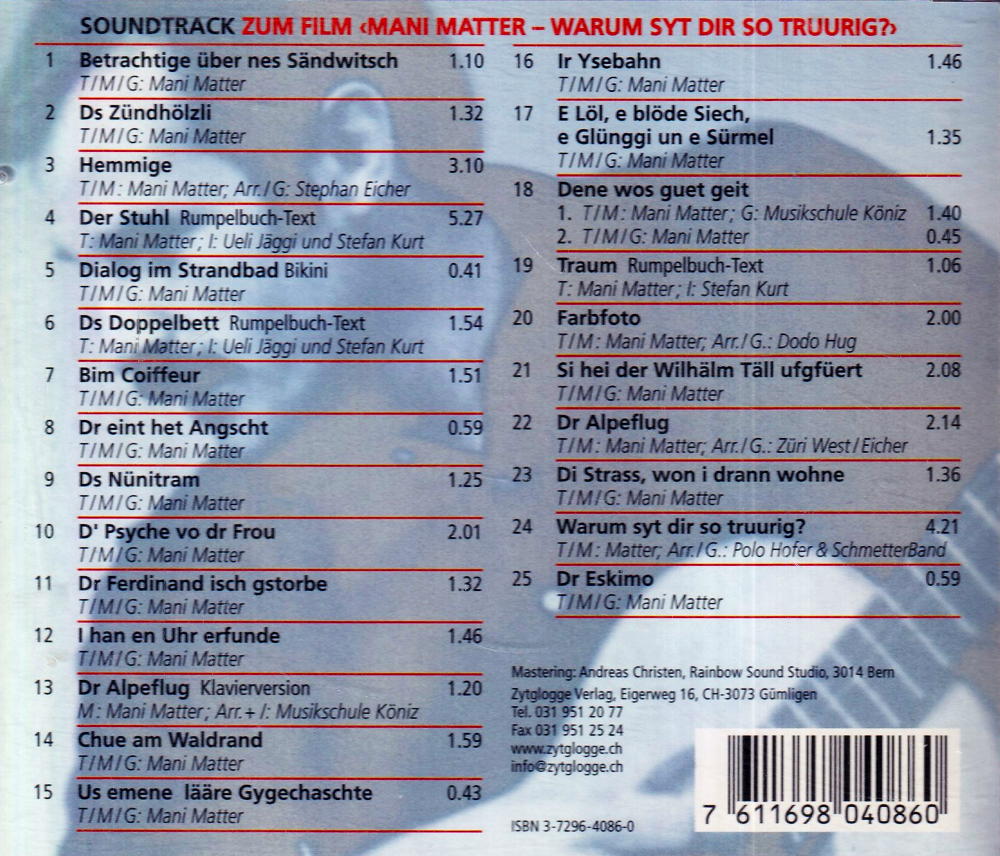 SOUNDTRACK ZUM FILM ‹MANI MATTER – WARUM SYT DIR SO TRUURIG?›
1 Betrachtige über nes Sändwitsch 1.10
T/M/G: Mani Matter
2 Ds Zündhölzli 1.32
T/M/G: Mani Matter
3 Hemmige 3.10
T/M: Mani Matter; Arr./G: Stephan Eicher
4 Der Stuhl Rumpelbuch-Text 5.27
T: Mani Matter; I: Ueli Jäggi und Stefan Kurt
5 Dialog im Strandbad Bikini 0.41
T/M/G: Mani Matter
6 Ds Doppelbett Rumpelbuch-Text 1.54
T: Mani Matter; I: Ueli Jäggi und Stefan Kurt
7 Bim Coiffeur 1.51
T/M/G: Mani Matter
8 Dr eint het Angscht 0.59
T/M/G: Mani Matter
9 Ds Nünitram 1.25
T/M/G: Mani Matter
10 D' Psyche vo dr Frou 2.01
T/M/G: Mani Matter
11 Dr Ferdinand isch gstorbe 1.32
T/M/G: Mani Matter
12 I han en Uhr erfunde 1.46
T/M/G: Mani Matter
13 Dr Alpeflug Klavierversion 1.20
M: Mani Matter; Arr.+ I: Musikschule Köniz
14 Chue am Waldrand 1.59
T/M/G: Mani Matter
15 Us emene lääre Gygechaschte 0.43
T/M/G: Mani Matter
16 Ir Ysebahn 1.46
T/M/G: Mani Matter
17 E Löl, e blöde Siech,
e Glünggi un e Sürmel 1.35
T/M/G: Mani Matter
18 Dene wos guet geit
1. T/M: Mani Matter; G: Musikschule Köniz 1.40
2. T/M/G: Mani Matter 0.45
19 Traum Rumpelbuch-Text 1.06
T: Mani Matter; I: Stefan Kurt
20 Farbfoto 2.00
T/M: Mani Matter; Arr./G.: Dodo Hug
21 Si hei der Wilhälm Täll ufgfüert 2.08
T/M/G: Mani Matter
22 Dr Alpeflug 2.14
T/M: Mani Matter; Arr./G.: Züri West/Eicher
23 Di Strass, won i drann wohne 1.36
T/M/G: Mani Matter
24 Warum syt dir so truurig? 4.21
T/M: Matter; Arr./G.: Polo Hofer & SchmetterBand
25 Dr Eskimo 0.59
T/M/G: Mani Matter
Mastering: Andreas Christen, Rainbow Sound Studio, 3014 Bern
Zytglogge Verlag, Eigerweg 16, CH-3073 Gümligen
Tel. 031 951 20 77
Fax 031 951 25 24
www.zytglogge.ch
info@zytglogge.ch
ISBN 3-7296-4086-0
7 611698 040860